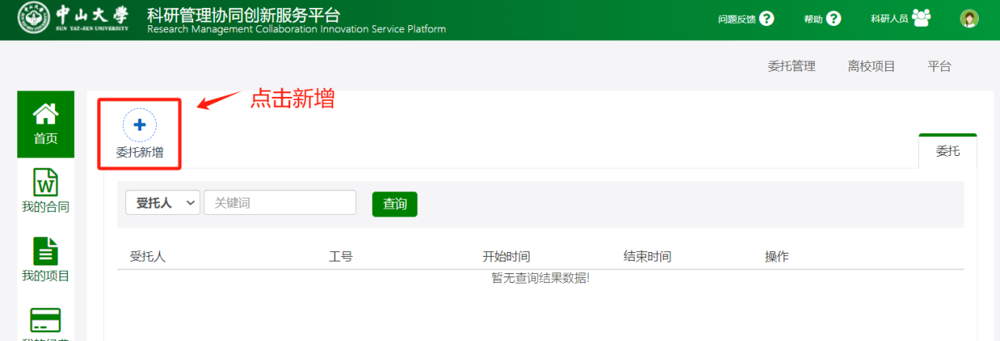 中山大學
SUN YAT-SEN UNIVERSITY
科研管理协同创新服务平台
Research Management Collaboration Innovation Service Platform
问题反馈 ?
帮助 ?
科研人员
委托管理 离校项目 平台
首页
点击新增
委托新增
委托
W
我的合同
受托人 关键词 查询
受托人 工号 开始时间 结束时间 操作
暂无查询结果数据!
我的项目